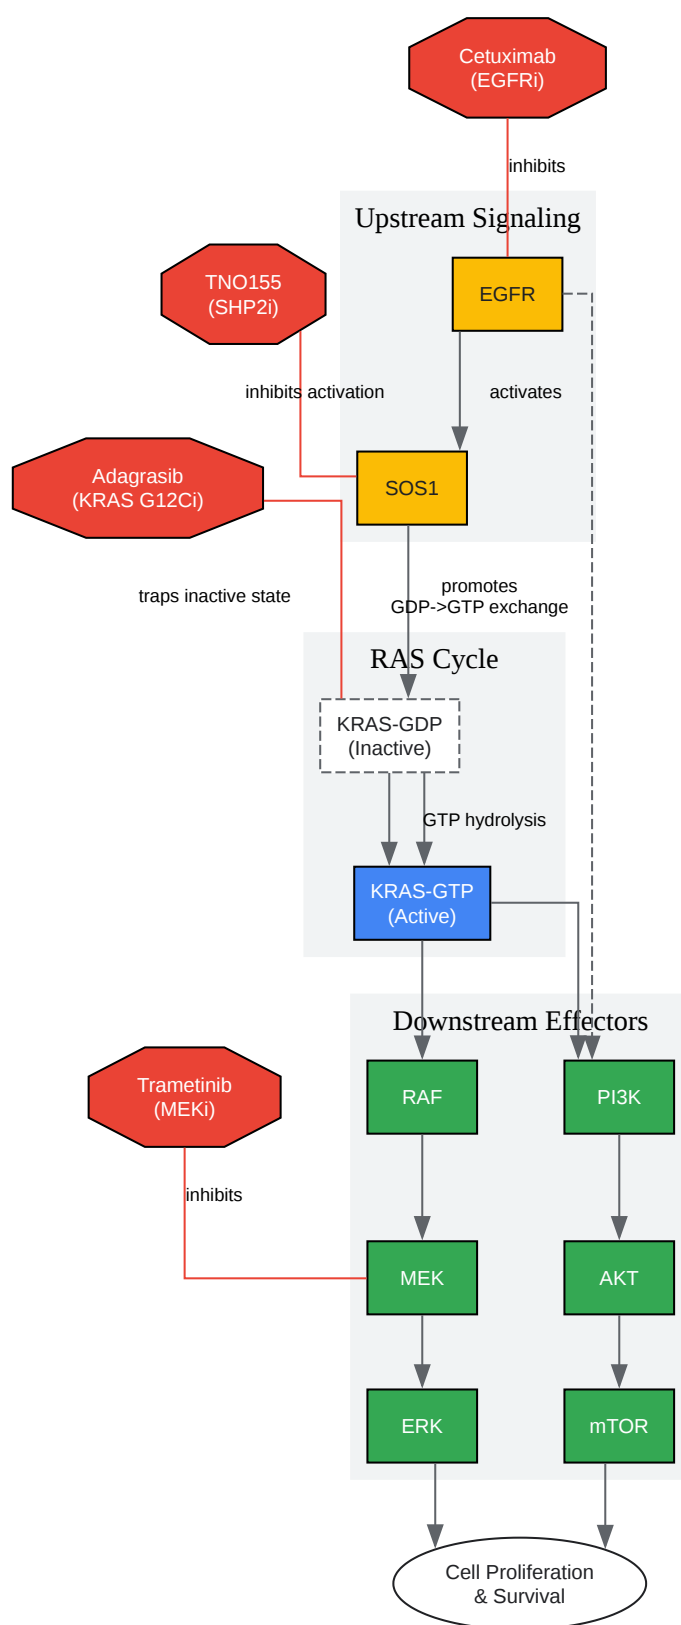 Cetuximab
(EGFRi)
inhibits
Upstream Signaling
TNO155
(SHP2i)
EGFR
inhibits activation
activates
Adagrasib
(KRAS G12Ci)
SOS1
traps inactive state
promotes
GDP->GTP exchange
RAS Cycle
KRAS-GDP
(Inactive)
GTP hydrolysis
KRAS-GTP
(Active)
Downstream Effectors
Trametinib
(MEKi)
RAF
PI3K
inhibits
MEK
AKT
ERK
mTOR
Cell Proliferation
& Survival